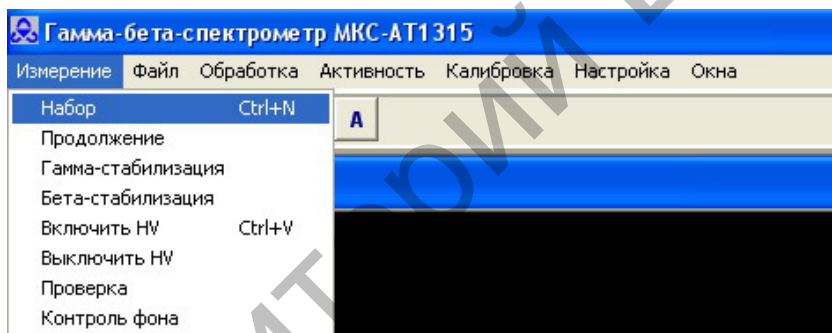 Гамма-бета-спектрометр МКС-АТ1315
Измерение Файл Обработка Активность Калибровка Настройка Окна
Набор Ctrl+N
А
Продолжение
Гамма-стабилизация
Бета-стабилизация
Включить HV Ctrl+V
Выключить HV
Проверка
Контроль фона